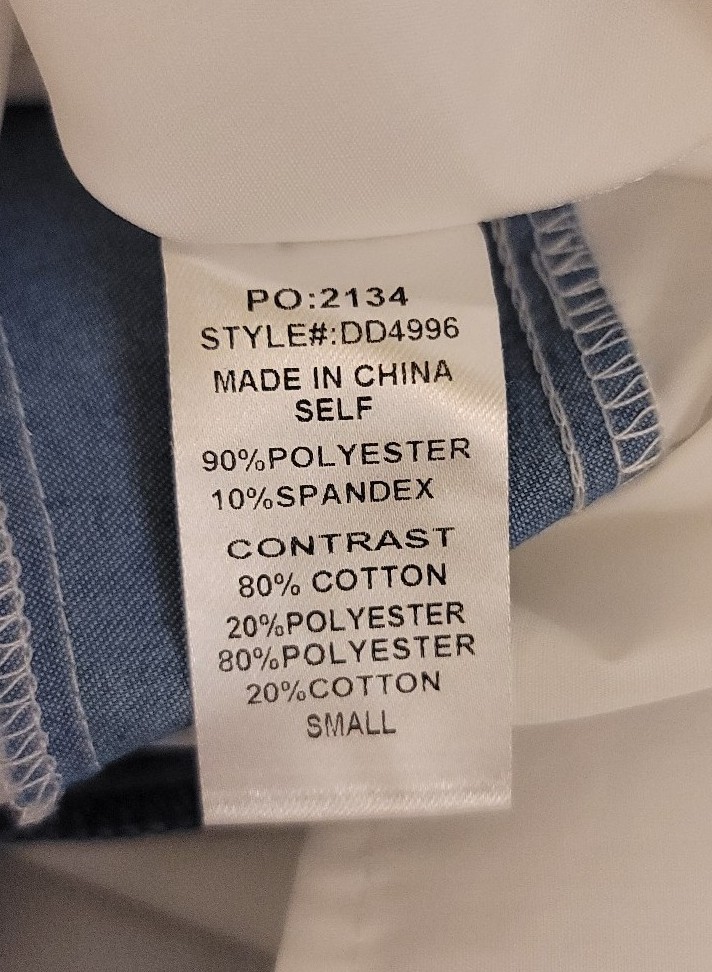 PO:2134
STYLE#:DD4996
MADE IN CHINA
SELF
90%POLYESTER
10%SPANDEX
CONTRAST
80% COTTON
20%POLYESTER
80%POLYESTER
20%COTTON
SMALL